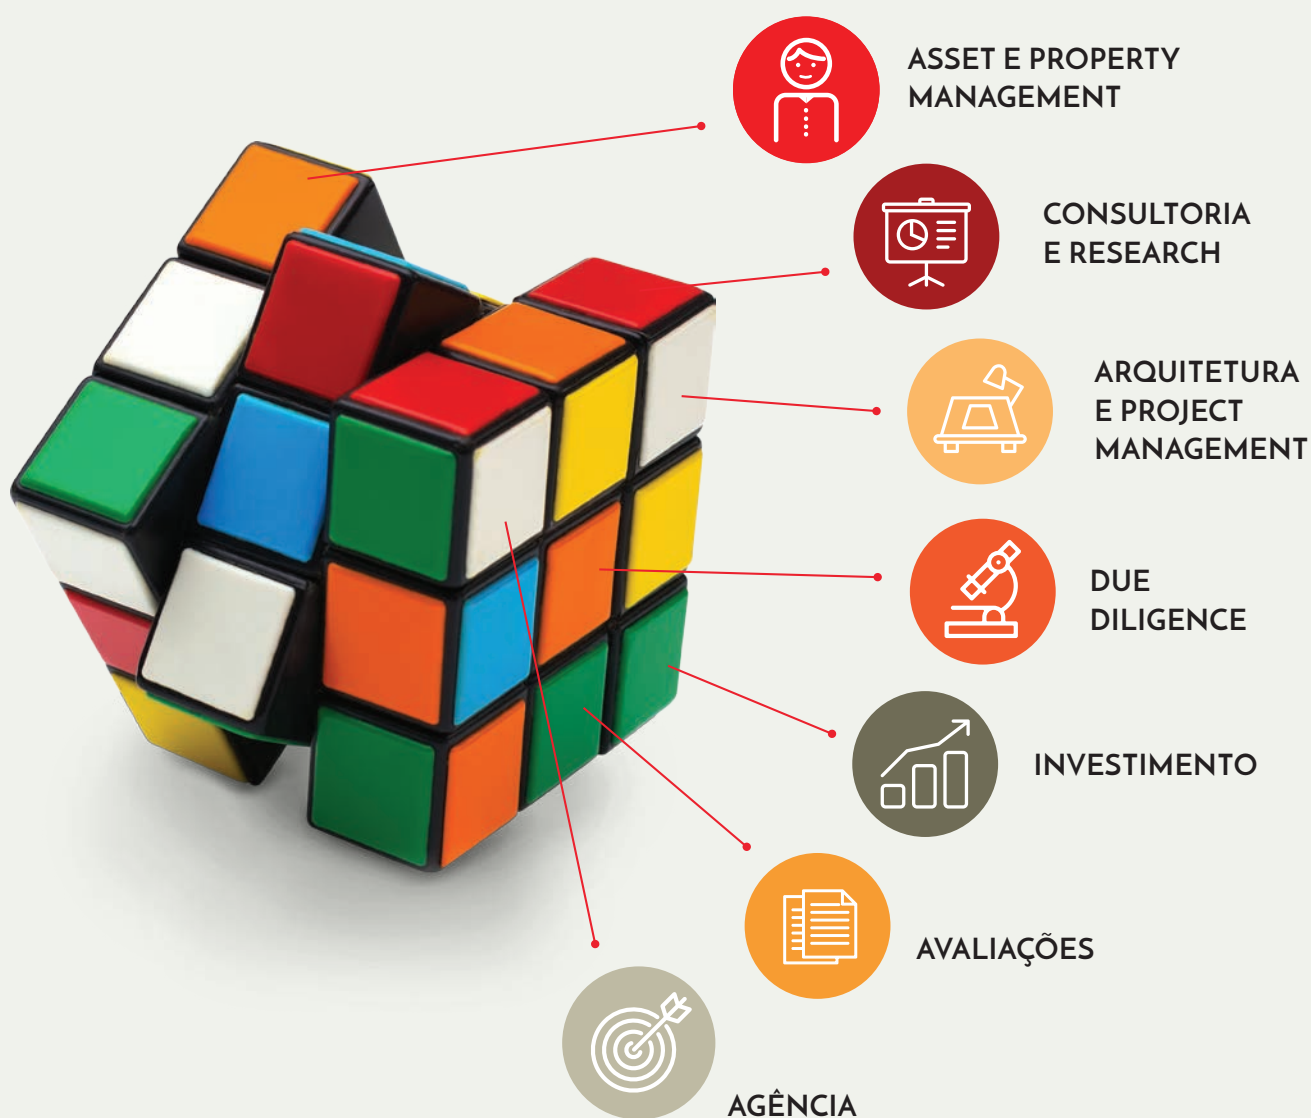 ASSET E PROPERTY
MANAGEMENT
CONSULTORIA
E RESEARCH
ARQUITETURA
E PROJECT
MANAGEMENT
DUE
DILIGENCE
INVESTIMENTO
AVALIAÇÕES
AGÊNCIA